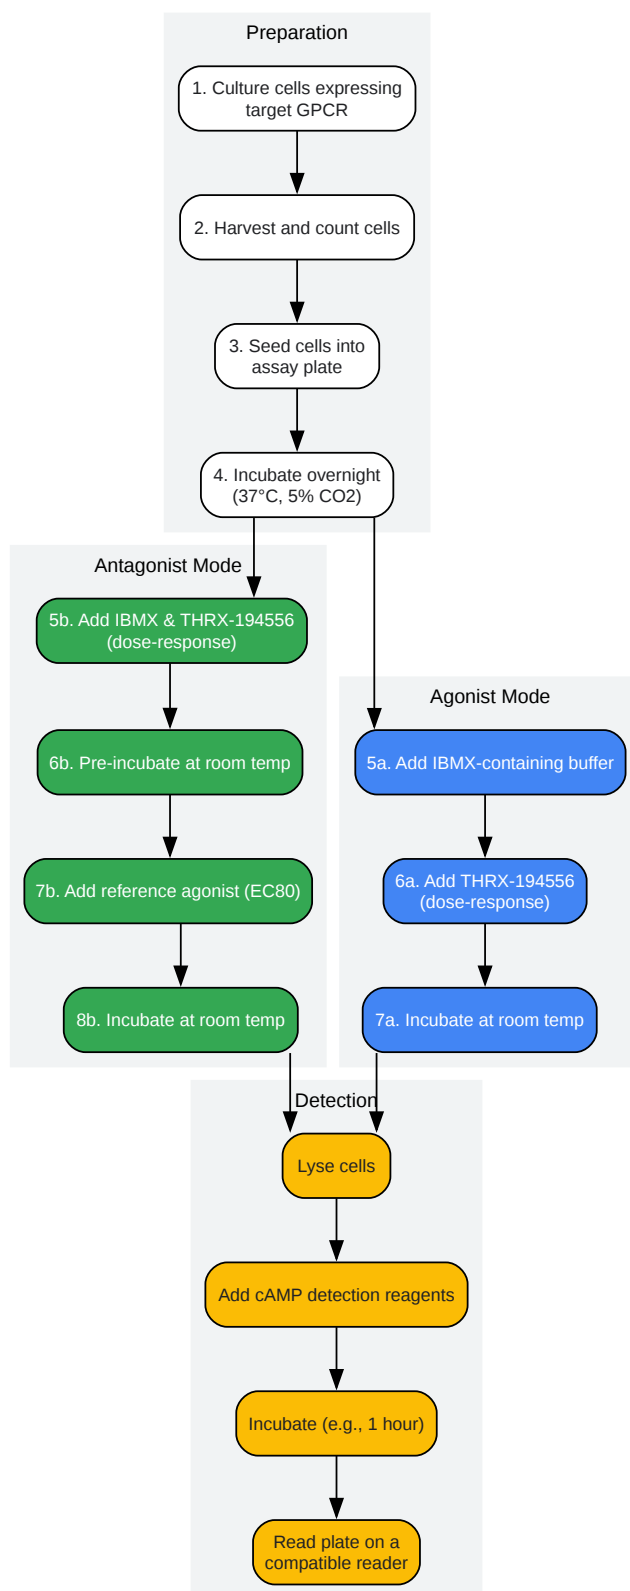 Preparation
1. Culture cells expressing
target GPCR
2. Harvest and count cells
3. Seed cells into
assay plate
4. Incubate overnight
(37°C, 5% CO2)
Antagonist Mode
5b. Add IBMX & THRX-194556
(dose-response)
6b. Pre-incubate at room temp
7b. Add reference agonist (EC80)
8b. Incubate at room temp
Agonist Mode
5a. Add IBMX-containing buffer
6a. Add THRX-194556
(dose-response)
7a. Incubate at room temp
Detection
Lyse cells
Add cAMP detection reagents
Incubate (e.g., 1 hour)
Read plate on a
compatible reader